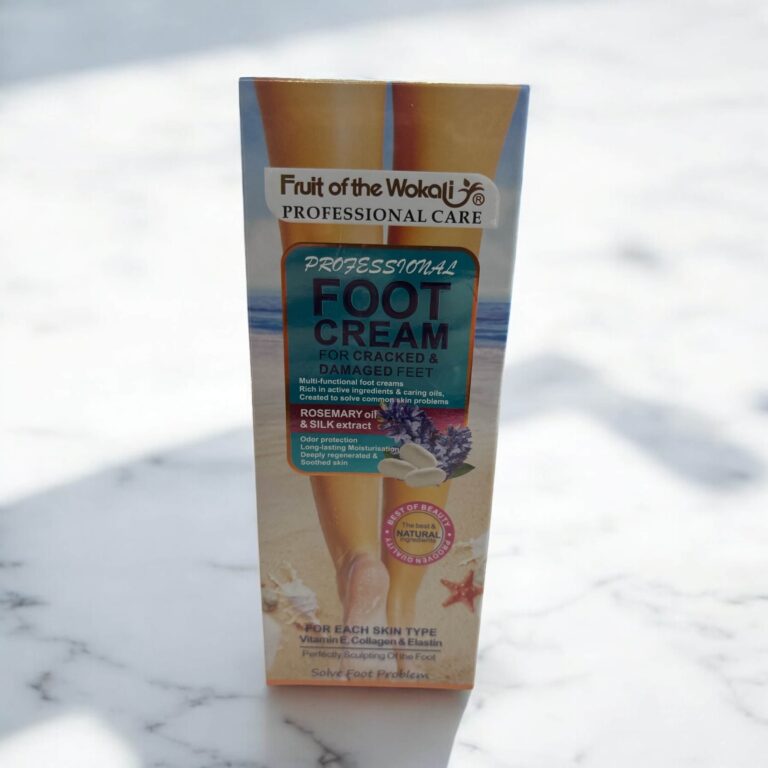 Fruit of the Wokali ®
PROFESSIONAL CARE
PROFESSIONAL
FOOT
CREAM
FOR CRACKED &
DAMAGED FEET
Multi-functional foot creams
Rich in active ingredients & caring oils,
Created to solve common skin problems
ROSEMARY oil
& SILK extract
Odor protection
Long-lasting Moisturisation
Deeply regenerated &
Soothed skin
BEST OF BEAUTY
The best &
NATURAL
ingredients
PROOVEN QUALITY
FOR EACH SKIN TYPE
Vitamin E, Collagen & Elastin
Perfectly Sculpting Of the Foot
Solve Foot Problem